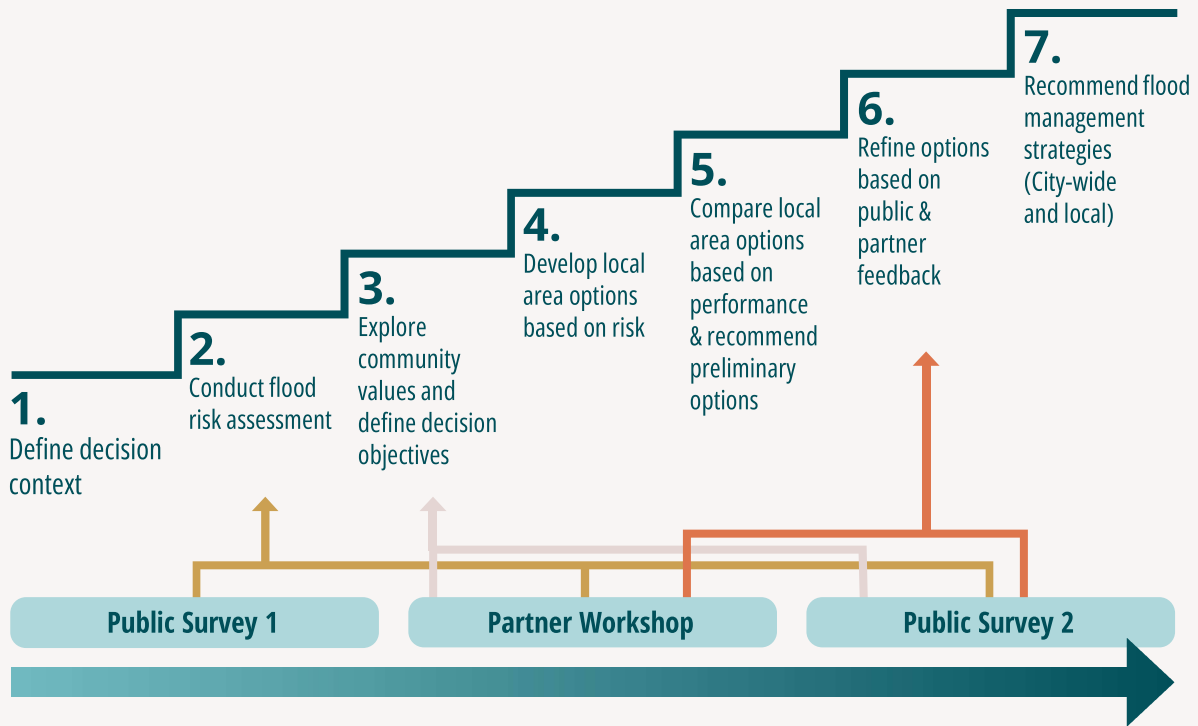 1.
Define decision
context
2.
Conduct flood
risk assessment
3.
Explore
community
values and
define decision
objectives
4.
Develop local
area options
based on risk
5.
Compare local
area options
based on
performance
& recommend
preliminary
options
6.
Refine options
based on
public &
partner
feedback
7.
Recommend flood
management
strategies
(City-wide
and local)
Public Survey 1
Partner Workshop
Public Survey 2